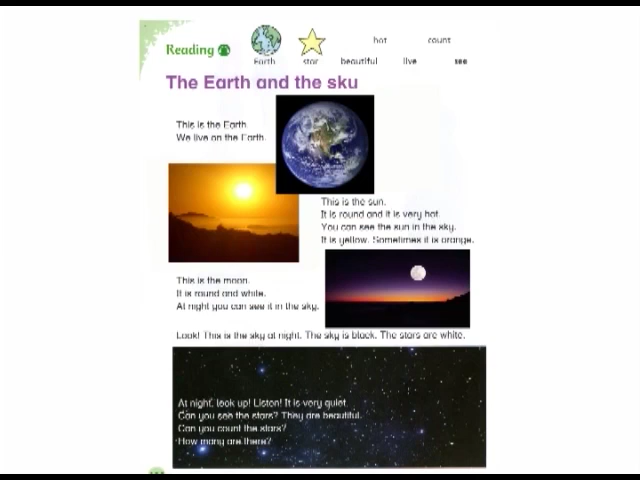 Reading
hot count
Earth star beautiful live see
The Earth and the sky
This is the Earth.
We live on the Earth.
This is the sun.
It is round and it is very hot.
You can see the sun in the sky.
It is yellow. Sometimes it is orange.
This is the moon.
It is round and white.
At night you can see it in the sky.
Look! This is the sky at night. The sky is black. The stars are white.
At night, look up! Listen! It is very quiet.
Can you see the stars? They are beautiful.
Can you count the stars?
How many are there?